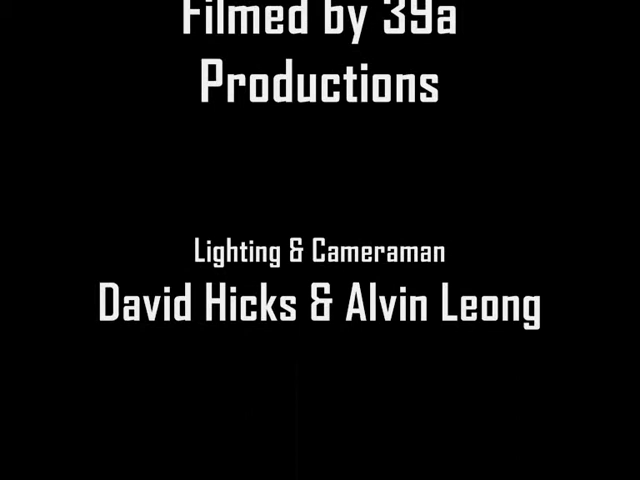 Filmed by 39a
Productions
Lighting & Cameraman
David Hicks & Alvin Leong